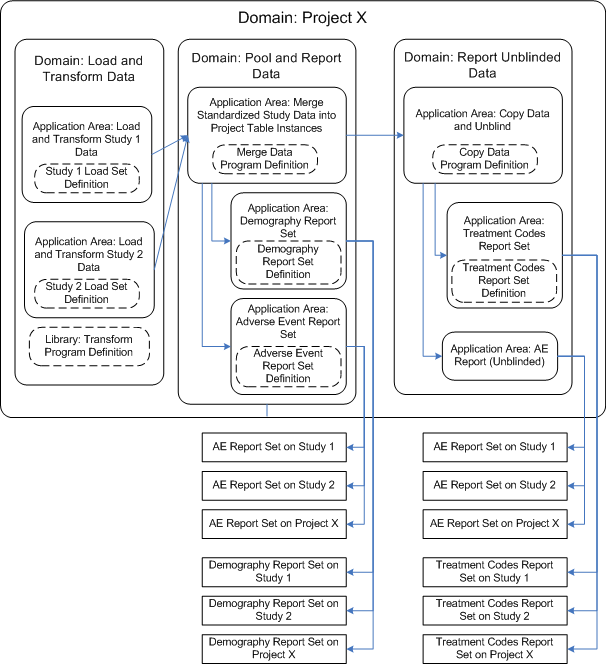 Domain: Project X
Domain: Load and
Transform Data
Application Area: Load
and Transform Study 1
Data
Study 1 Load Set
Definition
Application Area: Load
and Transform Study 2
Data
Study 2 Load Set
Definition
Library: Transform
Program Definition
Domain: Pool and Report
Data
Application Area: Merge
Standardized Study Data into
Project Table Instances
Merge Data
Program Definition
Application Area:
Demography Report
Set
Demography
Report Set
Definition
Application Area:
Adverse Event Report
Set
Adverse Event
Report Set
Definition
Domain: Report Unblinded
Data
Application Area: Copy Data
and Unblind
Copy Data
Program Definition
Application Area:
Treatment Codes
Report Set
Treatment Codes
Report Set
Definition
Application Area: AE
Report (Unblinded)
AE Report Set on Study 1
AE Report Set on Study 2
AE Report Set on Project X
Demography Report Set on
Study 1
Demography Report Set on
Study 2
Demography Report Set on
Project X
AE Report Set on Study 1
AE Report Set on Study 2
AE Report Set on Project X
Treatment Codes Report
Set on Study 1
Treatment Codes Report
Set on Study 2
Treatment Codes Report
Set on Project X